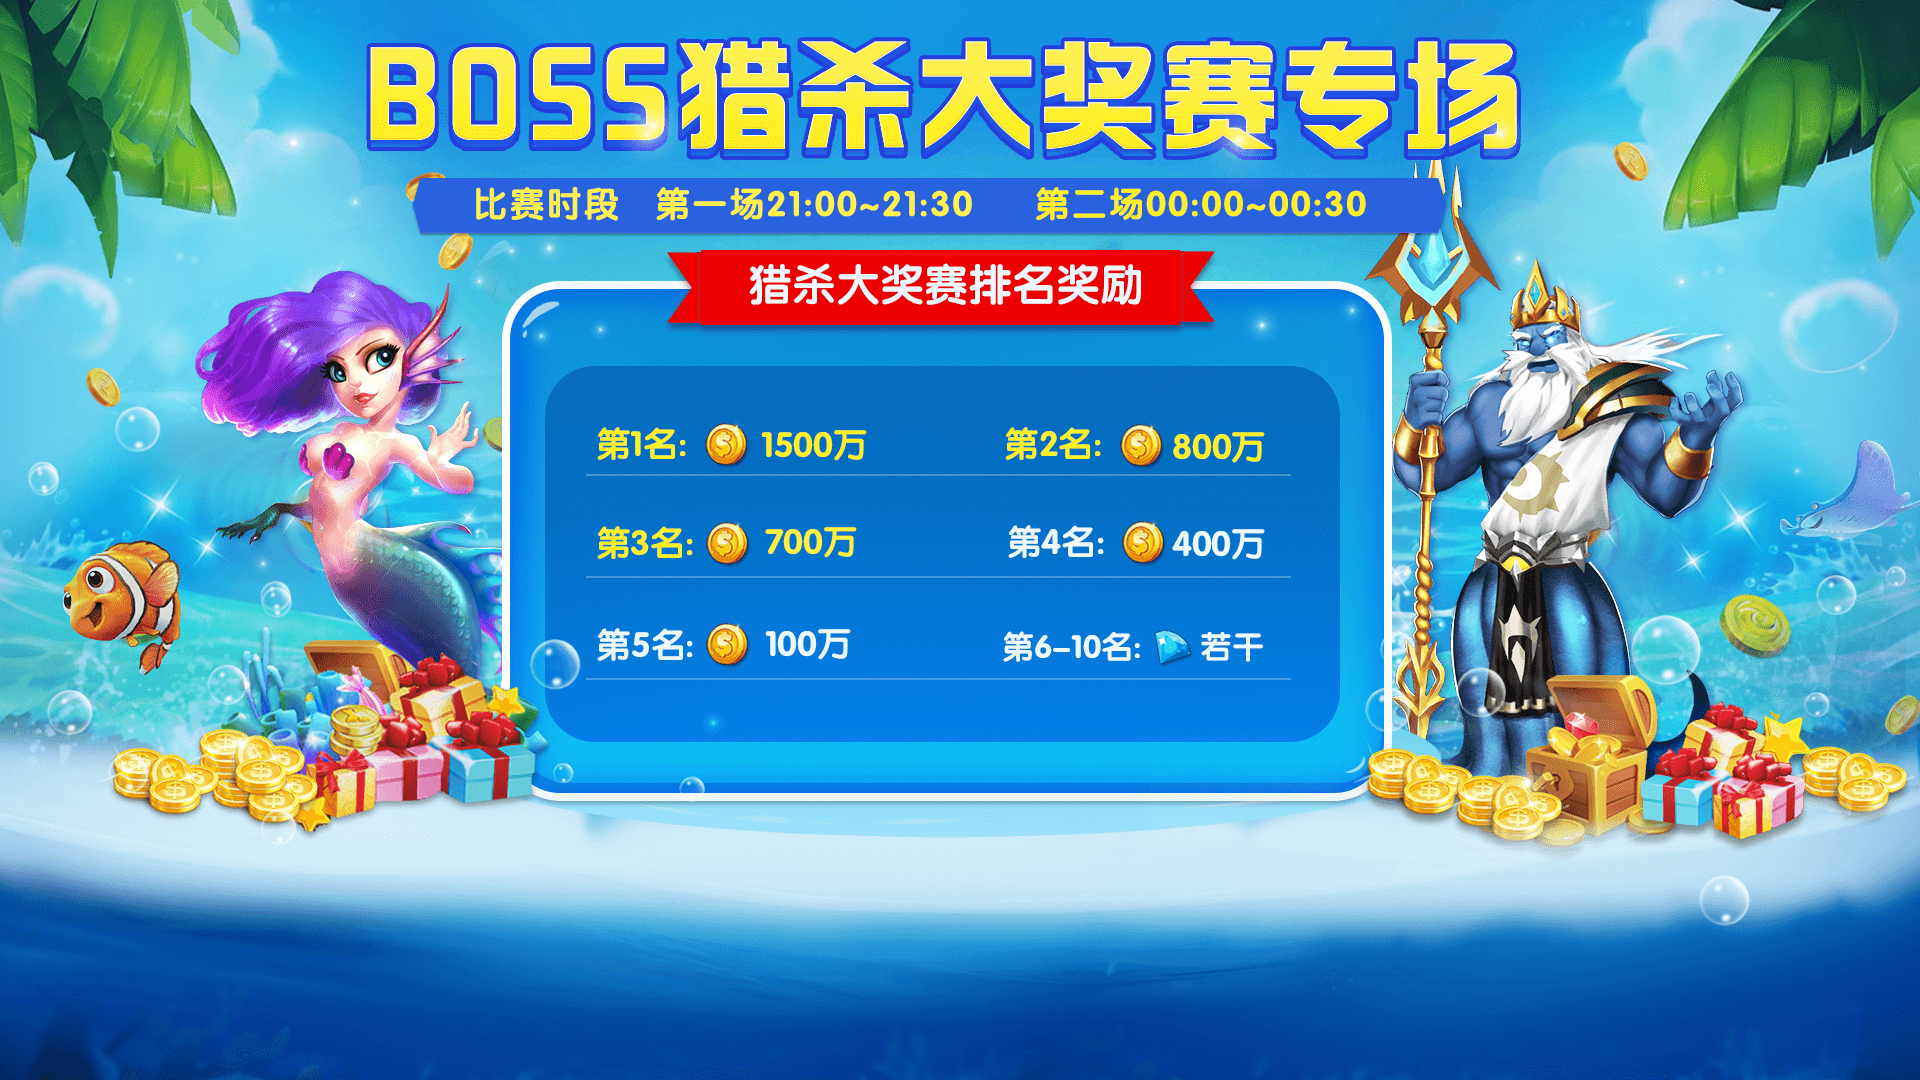 BOSS猎杀大奖赛专场
比赛时段 第一场21:00~21:30 第二场00:00~00:30
猎杀大奖赛排名奖励
第1名: 1500万 第2名: 800万
第3名: 700万 第4名: 400万
第5名: 100万 第6-10名: 若干